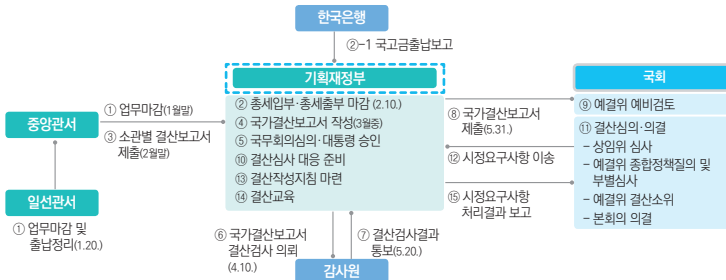 한국은행
②-1 국고금출납보고
기획재정부
② 총세입부·총세출부 마감 (2.10.)
④ 국가결산보고서 작성(3월중)
⑤ 국무회의심의·대통령 승인
⑩ 결산심사 대응 준비
⑬ 결산작성지침 마련
⑭ 결산교육
중앙관서
① 업무마감(1월말)
③ 소관별 결산보고서
제출(2월말)
일선관서
① 업무마감 및
출납정리(1.20.)
⑧ 국가결산보고서
제출(5.31.)
⑫ 시정요구사항 이송
⑮ 시정요구사항
처리결과 보고
국회
⑨ 예결위 예비검토
⑪ 결산심의·의결
- 상임위 심사
- 예결위 종합정책질의 및
부별심사
- 예결위 결산소위
- 본회의 의결
⑥ 국가결산보고서
결산검사 의뢰
(4.10.)
⑦ 결산검사결과
통보(5.20.)
감사원